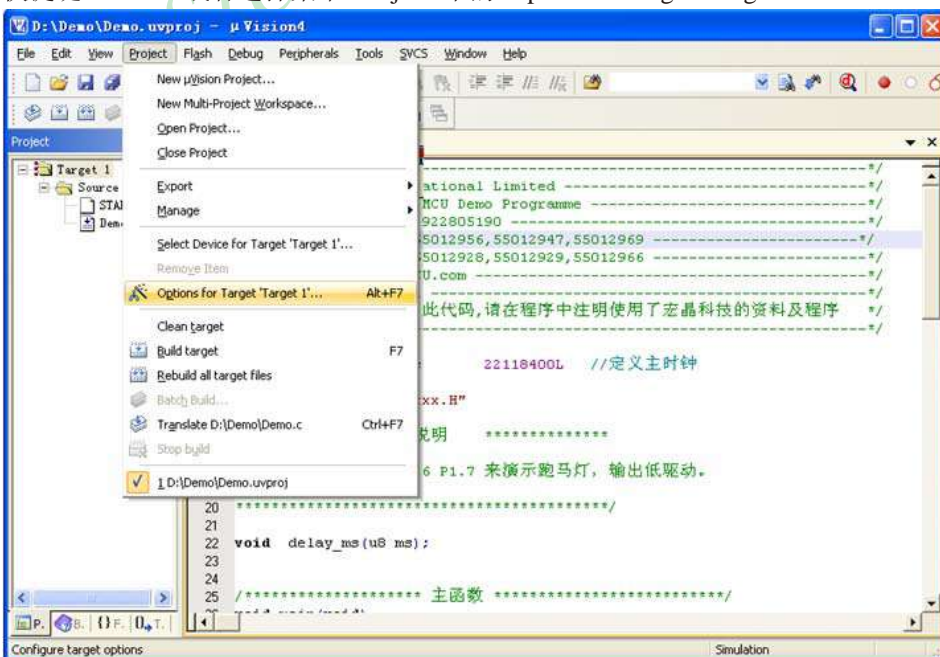 D:\Demo\Demo.uvproj - μVision4
File Edit View Project Flash Debug Peripherals Tools SVCS Window Help
New μVision Project...
New Multi-Project Workspace...
Open Project...
Close Project
Export
Manage
Select Device for Target 'Target 1'...
Remove Item
Options for Target 'Target 1'... Alt+F7
Clean target
Build target F7
Rebuild all target files
Batch Build...
Translate D:\Demo\Demo.c Ctrl+F7
Stop build
1 D:\Demo\Demo.uvproj
Project
Target 1
Source
STA
Dem
ational Limited --------------------------------*/
MCU Demo Programme -----------------------------*/
922805190 --------------------------------------*/
55012956,55012947,55012969 ------------------------*/
55012928,55012929,55012966 ------------------------*/
U.com ------------------------------------------*/
------------------------------------------------*/
此代码,请在程序中注明使用了宏晶科技的资料及程序 */
------------------------------------------------*/
22118400L //定义主时钟
xx.H"
说明 **************
6 P1.7 来演示跑马灯, 输出低驱动。
20 ******************************************/
21
22 void delay_ms(u8 ms);
23
24
25 /******************** 主函数 **************************/
P. B. {} F. 0 T.
Configure target options
Simulation